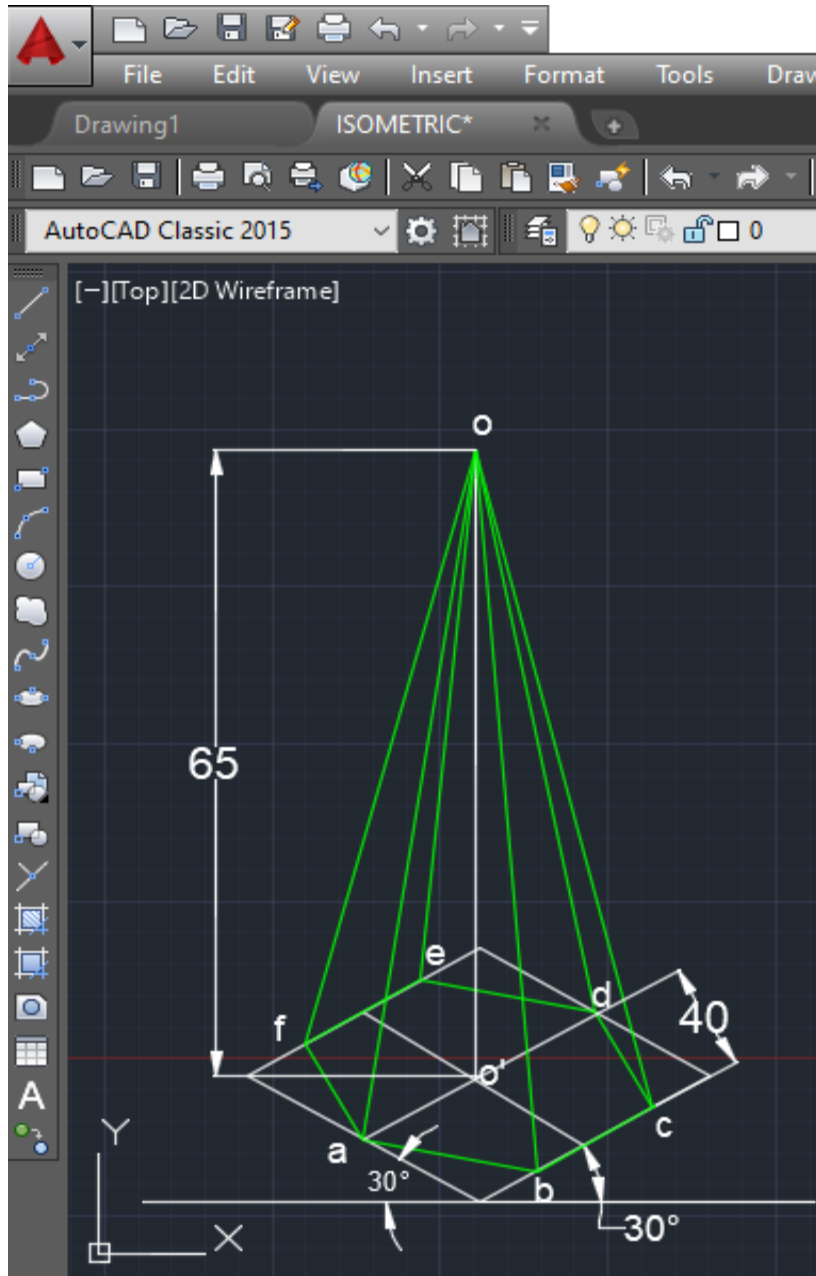 File Edit View Insert Format Tools Draw
Drawing1 ISOMETRIC*
AutoCAD Classic 2015 0
[−][Top][2D Wireframe]
o
65
e
d
40
f
o'
a
c
30°
b
30°
Y
X
A